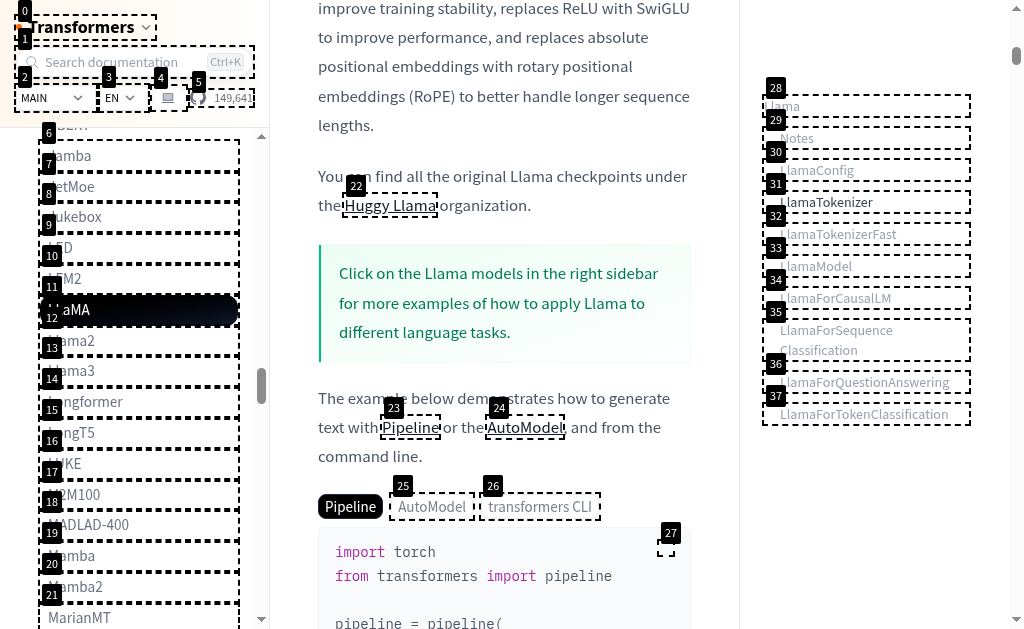 0
Transformers
1
Search documentation Ctrl+K
2 3 4 5
MAIN EN 149,641
6
7 Jamba
8 JetMoe
9 Jukebox
10 LED
11 LFM2
12 LLaMA
13 Llama2
14 Llama3
15 Longformer
16 LongT5
17 LUKE
18 M2M100
19 MADLAD-400
20 Mamba
21 Mamba2
MarianMT
improve training stability, replaces ReLU with SwiGLU
to improve performance, and replaces absolute
positional embeddings with rotary positional
embeddings (RoPE) to better handle longer sequence
lengths.
You can find all the original Llama checkpoints under
22
the Huggy Llama organization.
Click on the Llama models in the right sidebar
for more examples of how to apply Llama to
different language tasks.
The example below demonstrates how to generate
23 24
text with Pipeline or the AutoModel, and from the
command line.
25 26
Pipeline AutoModel transformers CLI
27
import torch
from transformers import pipeline
pipeline = pipeline(
28
Llama
29
Notes
30
LlamaConfig
31
LlamaTokenizer
32
LlamaTokenizerFast
33
LlamaModel
34
LlamaForCausalLM
35
LlamaForSequence
Classification
36
LlamaForQuestionAnswering
37
LlamaForTokenClassification